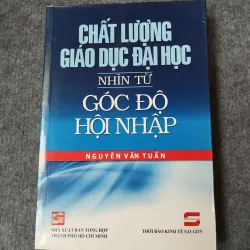 CHẤT LƯỢNG
GIÁO DỤC ĐẠI HỌC
NHÌN TỪ
GÓC ĐỘ
HỘI NHẬP
NGUYỄN VĂN TUẤN
NHÀ XUẤT BẢN TỔNG HỢP
THÀNH PHỐ HỒ CHÍ MINH
THỜI BÁO KINH TẾ SÀI GÒN